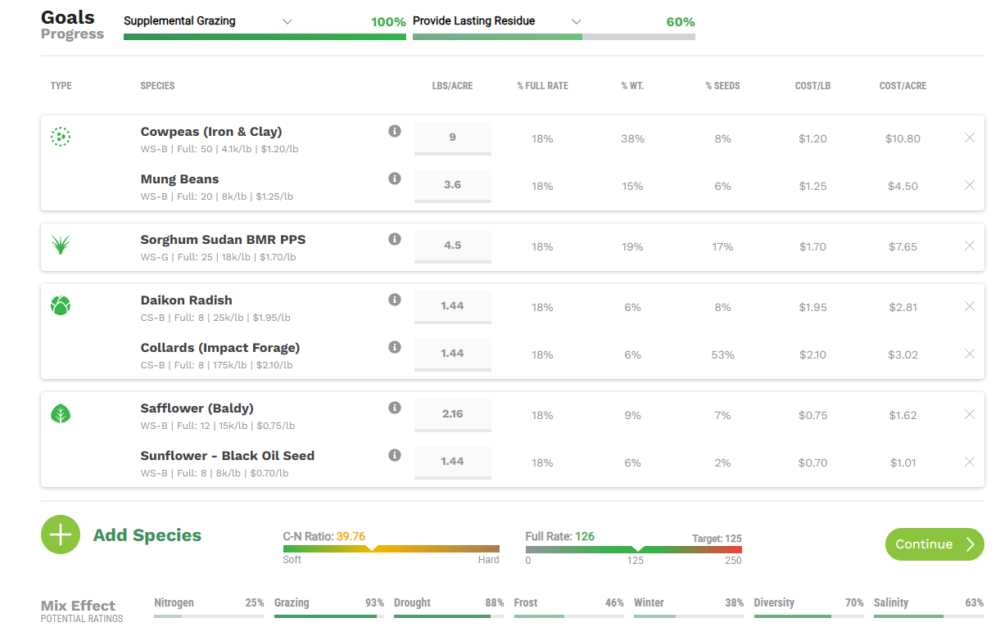 Goals
Progress
Supplemental Grazing 100% Provide Lasting Residue 60%
TYPE SPECIES LBS/ACRE % FULL RATE % WT. % SEEDS COST/LB COST/ACRE
Cowpeas (Iron & Clay) 9 18% 38% 8% $1.20 $10.80
WS-B | Full: 50 | 4.1k/lb | $1.20/lb
Mung Beans 3.6 18% 15% 6% $1.25 $4.50
WS-B | Full: 20 | 8k/lb | $1.25/lb
Sorghum Sudan BMR PPS 4.5 18% 19% 17% $1.70 $7.65
WS-G | Full: 25 | 18k/lb | $1.70/lb
Daikon Radish 1.44 18% 6% 8% $1.95 $2.81
CS-B | Full: 8 | 25k/lb | $1.95/lb
Collards (Impact Forage) 1.44 18% 6% 53% $2.10 $3.02
CS-B | Full: 8 | 175k/lb | $2.10/lb
Safflower (Baldy) 2.16 18% 9% 7% $0.75 $1.62
WS-B | Full: 12 | 15k/lb | $0.75/lb
Sunflower - Black Oil Seed 1.44 18% 6% 2% $0.70 $1.01
WS-B | Full: 8 | 8k/lb | $0.70/lb
Add Species
C-N Ratio: 39.76
Soft Hard
Full Rate: 126 Target: 125
0 125 250
Continue
Mix Effect
POTENTIAL RATINGS
Nitrogen 25% Grazing 93% Drought 88% Frost 46% Winter 38% Diversity 70% Salinity 63%